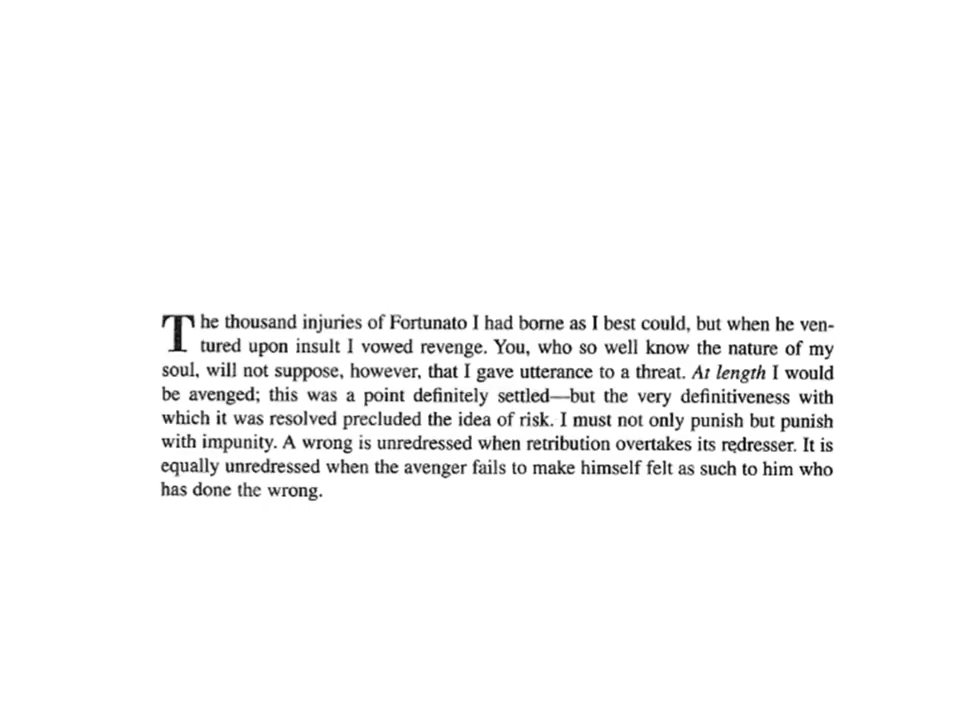 The thousand injuries of Fortunato I had borne as I best could, but when he ven-
tured upon insult I vowed revenge. You, who so well know the nature of my
soul, will not suppose, however, that I gave utterance to a threat. At length I would
be avenged; this was a point definitely settled—but the very definitiveness with
which it was resolved precluded the idea of risk. I must not only punish but punish
with impunity. A wrong is unredressed when retribution overtakes its redresser. It is
equally unredressed when the avenger fails to make himself felt as such to him who
has done the wrong.